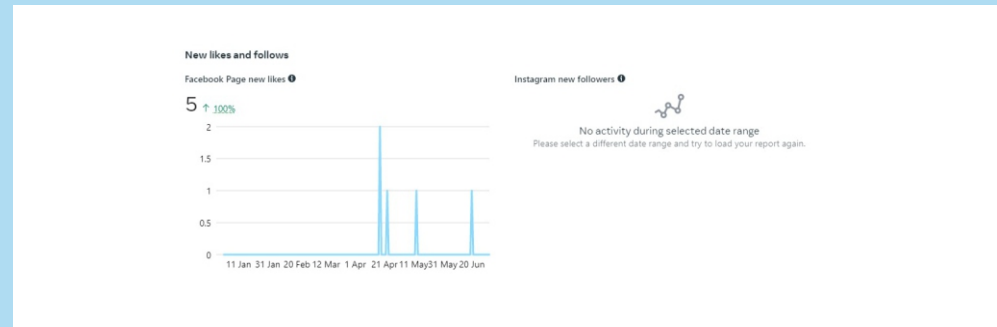 New likes and follows
Facebook Page new likes
5 ↑ 100%
2
1.5
1
0.5
0
11 Jan 31 Jan 20 Feb 12 Mar 1 Apr 21 Apr 11 May 31 May 20 Jun
Instagram new followers
No activity during selected date range
Please select a different date range and try to load your report again.